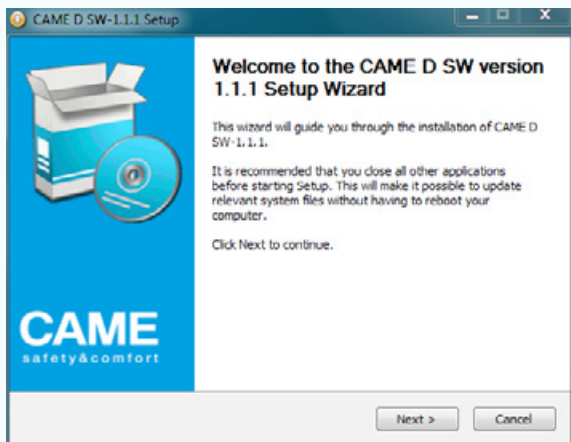 CAME D SW-1.1.1 Setup
Welcome to the CAME D SW version
1.1.1 Setup Wizard
This wizard will guide you through the installation of CAME D
SW-1.1.1.
It is recommended that you close all other applications
before starting Setup. This will make it possible to update
relevant system files without having to reboot your
computer.
Click Next to continue.
CAME
safety&comfort
Next >
Cancel